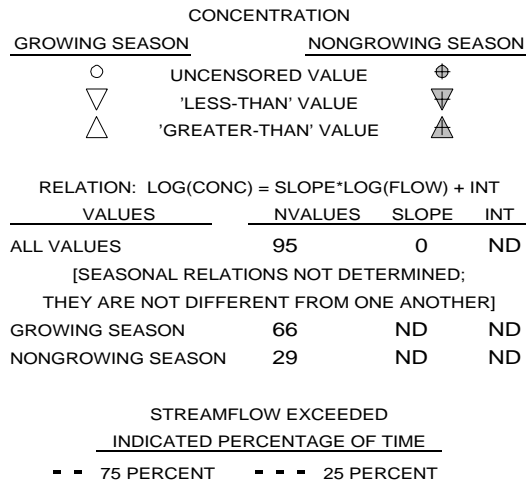 CONCENTRATION
GROWING SEASON NONGROWING SEASON
UNCENSORED VALUE
'LESS-THAN' VALUE
'GREATER-THAN' VALUE
RELATION: LOG(CONC) = SLOPE*LOG(FLOW) + INT
VALUES NVALUES SLOPE INT
ALL VALUES 95 0 ND
[SEASONAL RELATIONS NOT DETERMINED;
THEY ARE NOT DIFFERENT FROM ONE ANOTHER]
GROWING SEASON 66 ND ND
NONGROWING SEASON 29 ND ND
STREAMFLOW EXCEEDED
INDICATED PERCENTAGE OF TIME
75 PERCENT 25 PERCENT